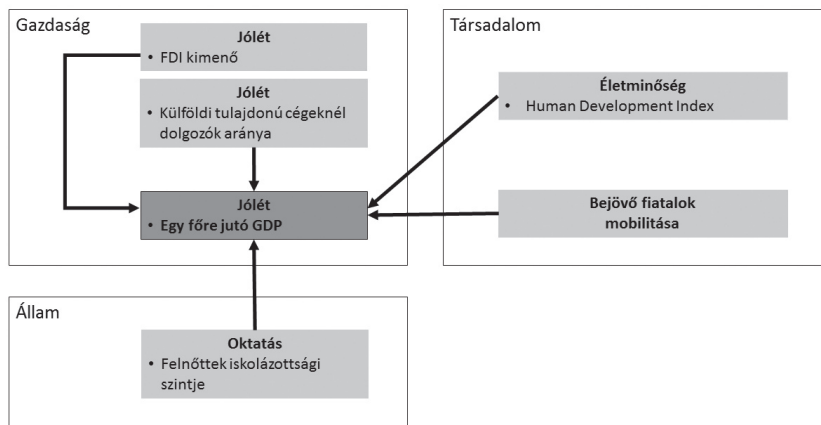 Gazdaság
Jólét
• FDI kimenő
Jólét
• Külföldi tulajdonú cégeknél
dolgozók aránya
Jólét
• Egy főre jutó GDP
Társadalom
Életminőség
• Human Development Index
Bejövő fiatalok
mobilitása
Állam
Oktatás
• Felnőttek iskolázottsági
szintje